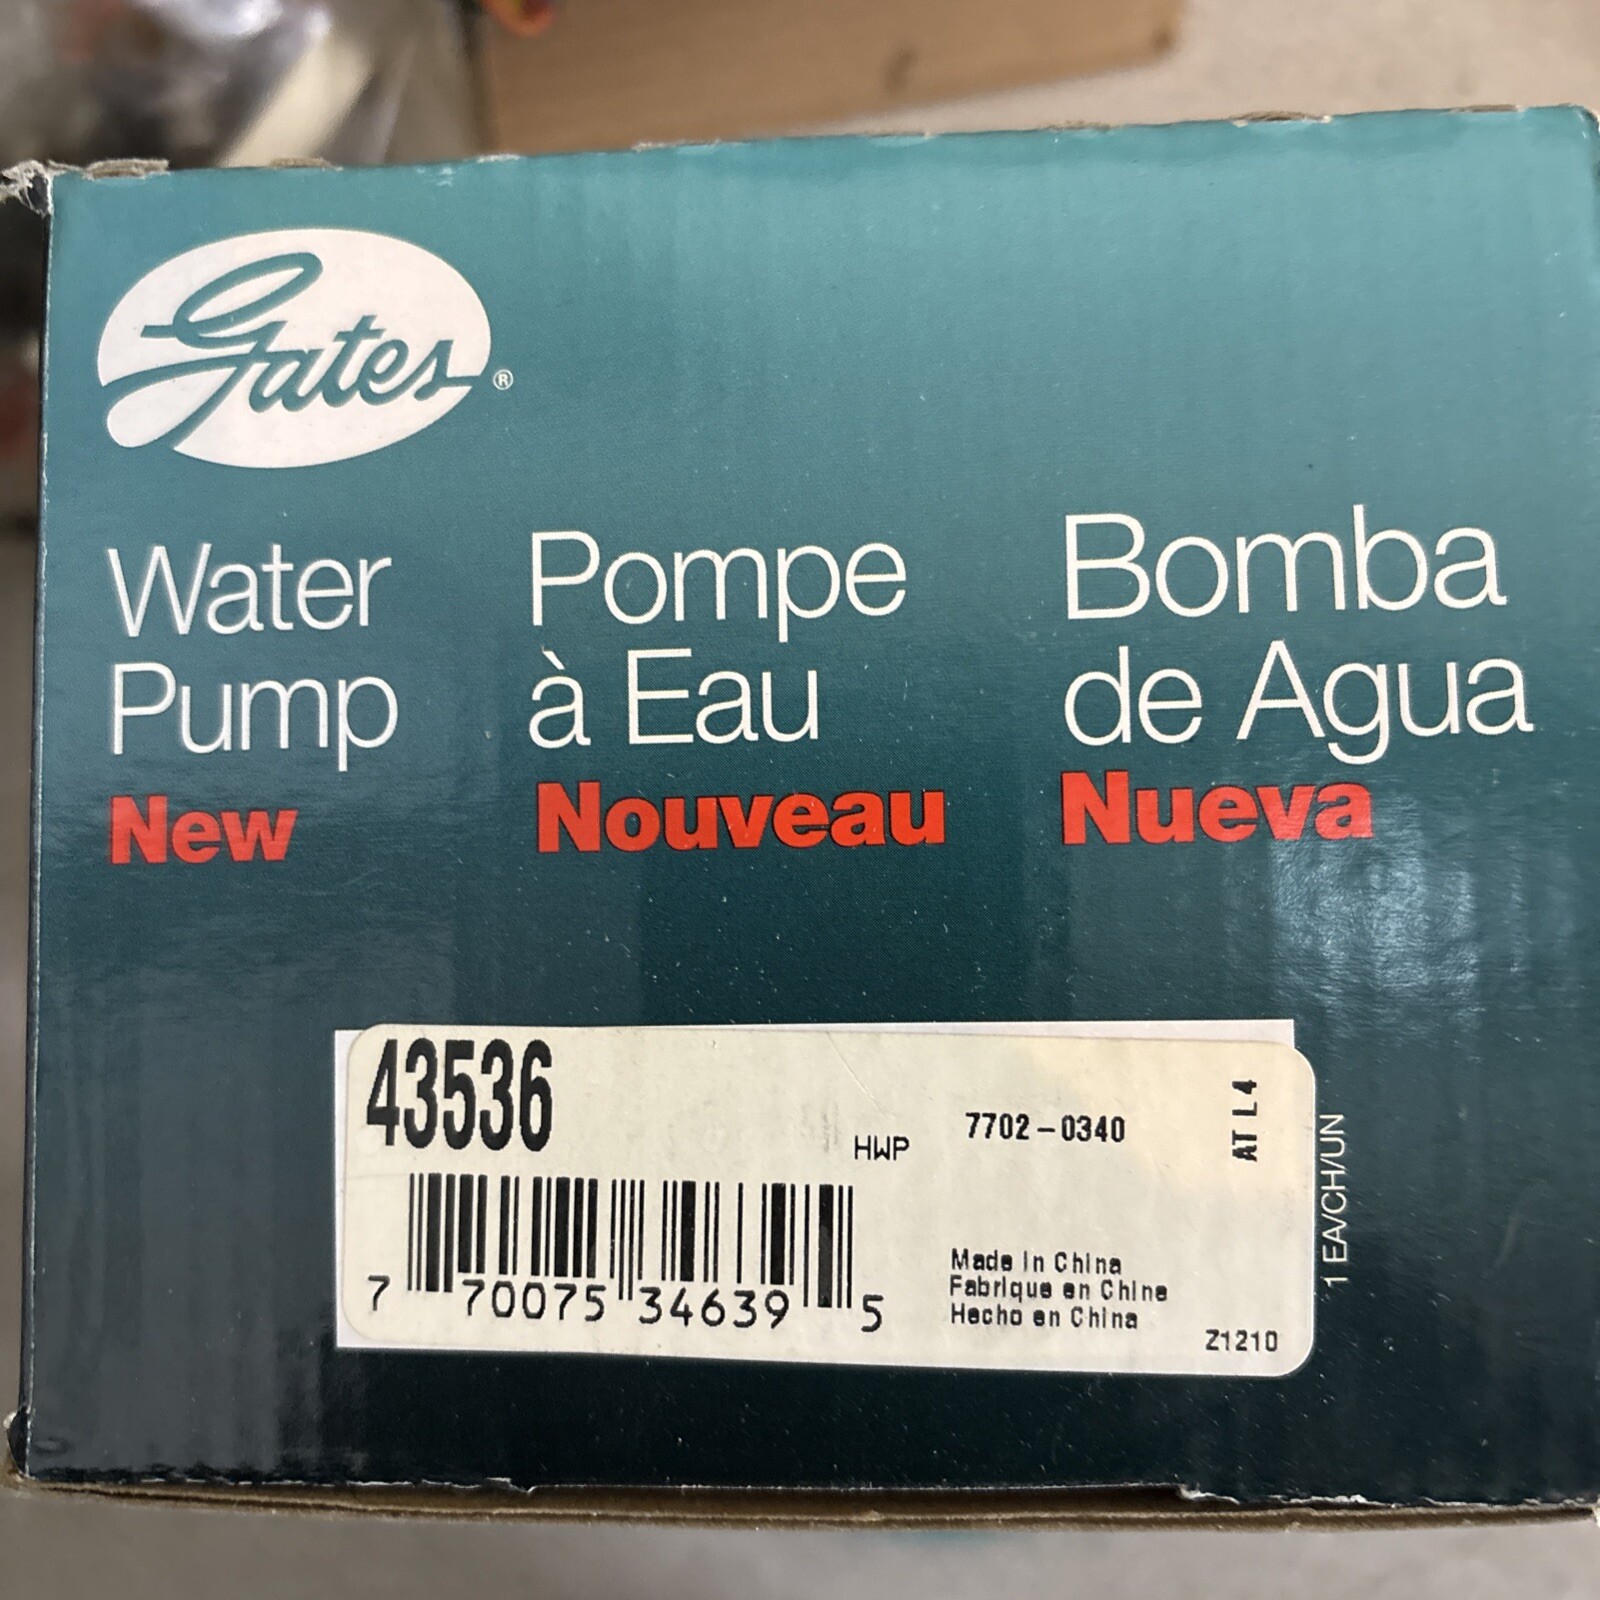 Gates®
Water
Pump
New
Pompe
à Eau
Nouveau
Bomba
de Agua
Nueva
43536
HWP
7702-0340
AT L4
7 70075 34639 5
Made In China
Fabrique en Chine
Hecho en China
Z1210
1 EA/CH/UN